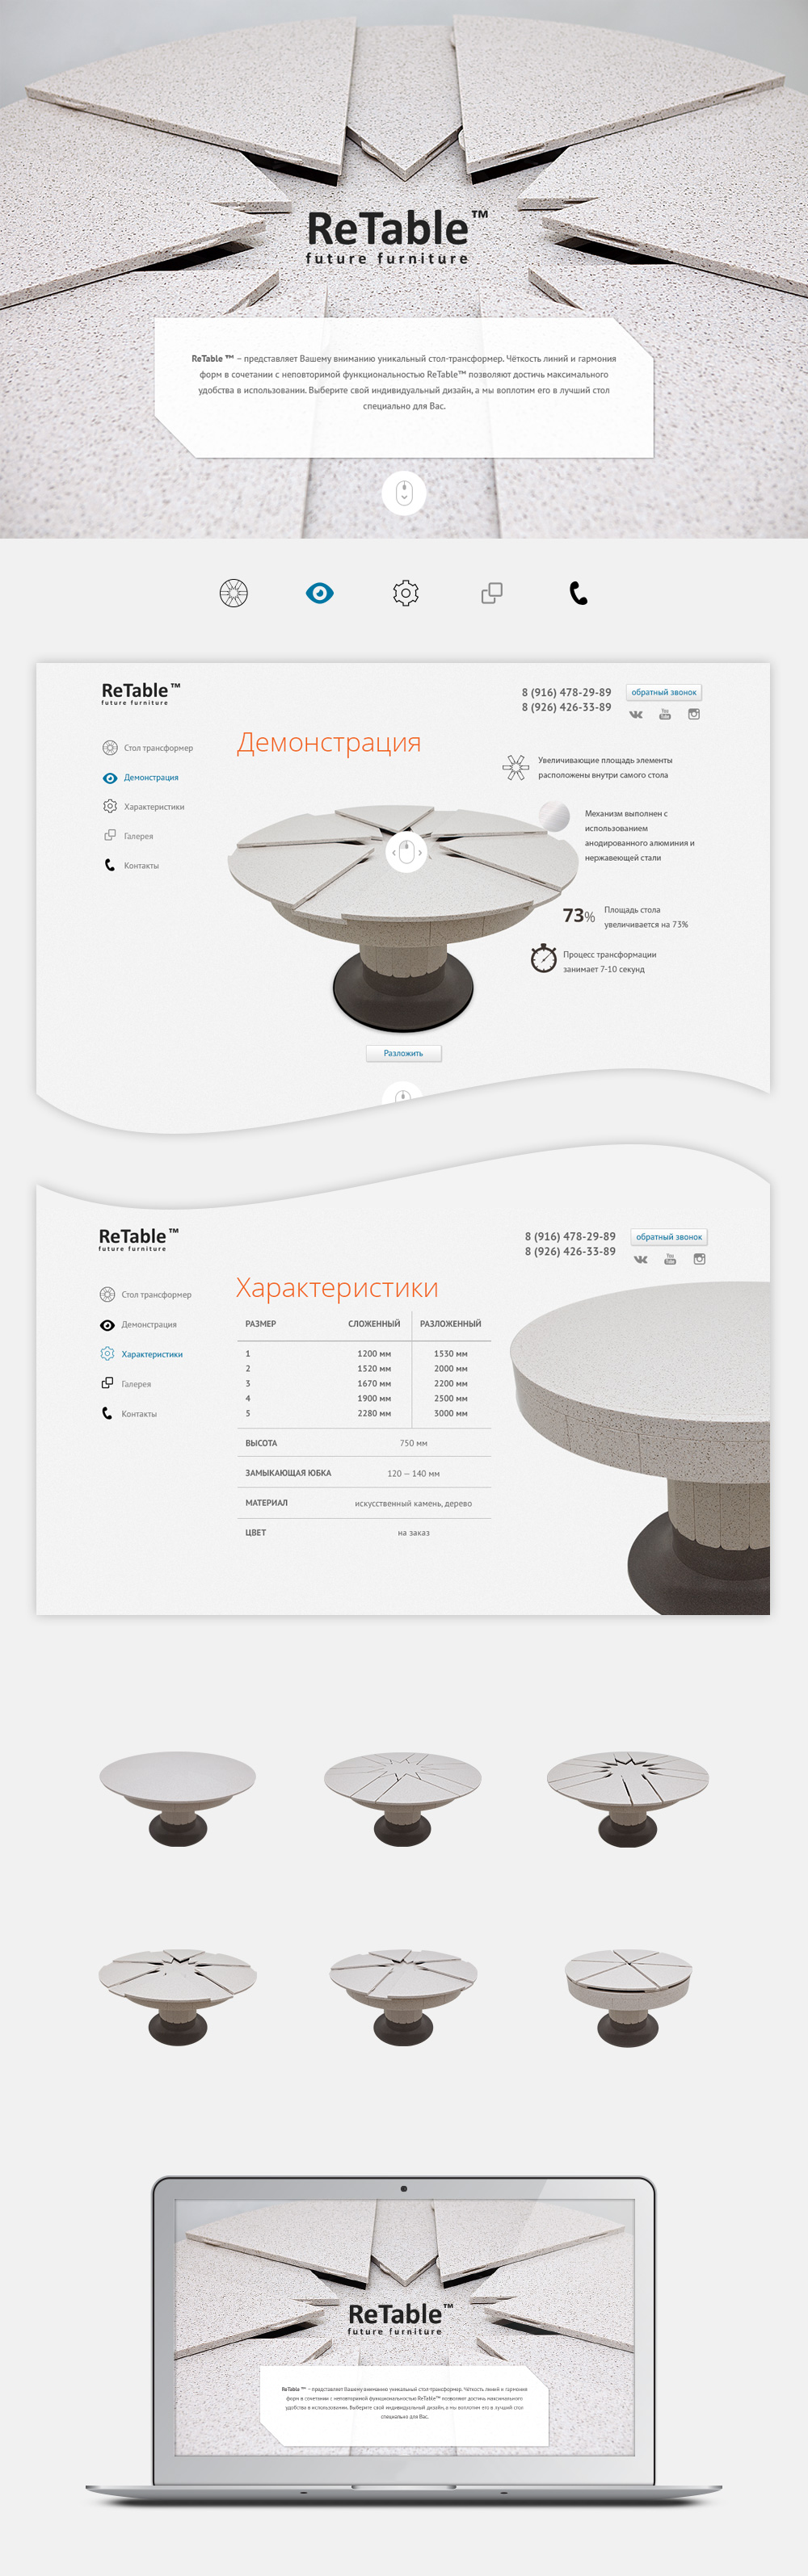 ReTable™
future furniture
ReTable ™ – представляет Вашему вниманию уникальный стол-трансформер. Чёткость линий и гармония
форм в сочетании с неповторимой функциональностью ReTable™ позволяют достичь максимального
удобства в использовании. Выберите свой индивидуальный дизайн, а мы воплотим его в лучший стол
специально для Вас.
ReTable™
future furniture
8 (916) 478-29-89
8 (926) 426-33-89
обратный звонок
You Tube
Стол трансформер
Демонстрация
Характеристики
Галерея
Контакты
Демонстрация
Увеличивающие площадь элементы
расположены внутри самого стола
Механизм выполнен с
использованием
анодированного алюминия и
нержавеющей стали
73%
Площадь стола
увеличивается на 73%
Процесс трансформации
занимает 7-10 секунд
Разложить
ReTable™
future furniture
8 (916) 478-29-89
8 (926) 426-33-89
обратный звонок
You Tube
Стол трансформер
Демонстрация
Характеристики
Галерея
Контакты
Характеристики
РАЗМЕР СЛОЖЕННЫЙ РАЗЛОЖЕННЫЙ
1 1200 мм 1530 мм
2 1520 мм 2000 мм
3 1670 мм 2200 мм
4 1900 мм 2500 мм
5 2280 мм 3000 мм
ВЫСОТА 750 мм
ЗАМЫКАЮЩАЯ ЮБКА 120 – 140 мм
МАТЕРИАЛ искусственный камень, дерево
ЦВЕТ на заказ
ReTable™
future furniture
ReTable ™ – представляет Вашему вниманию уникальный стол-трансформер. Чёткость линий и гармония
форм в сочетании с неповторимой функциональностью ReTable™ позволяют достичь максимального
удобства в использовании. Выберите свой индивидуальный дизайн, а мы воплотим его в лучший стол
специально для Вас.